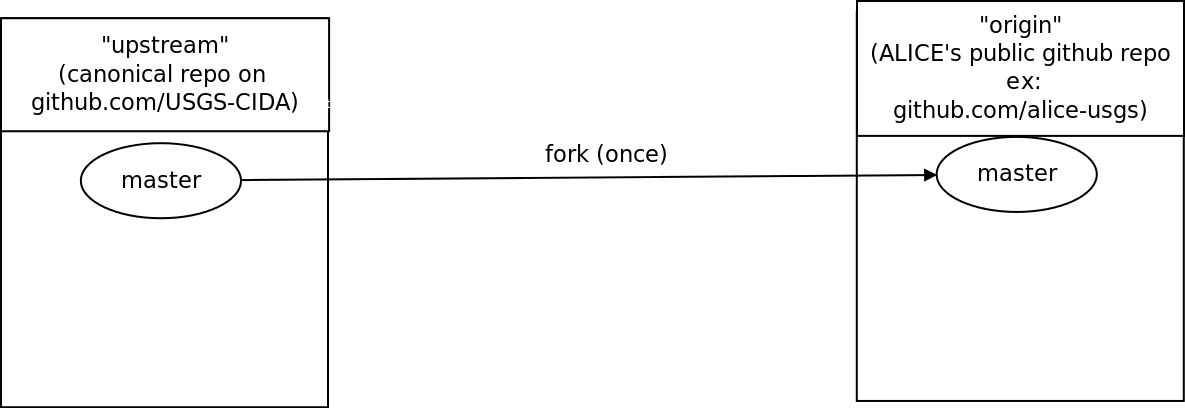 "upstream"
(canonical repo on
github.com/USGS-CIDA)
master
fork (once)
"origin"
(ALICE's public github repo
ex:
github.com/alice-usgs)
master